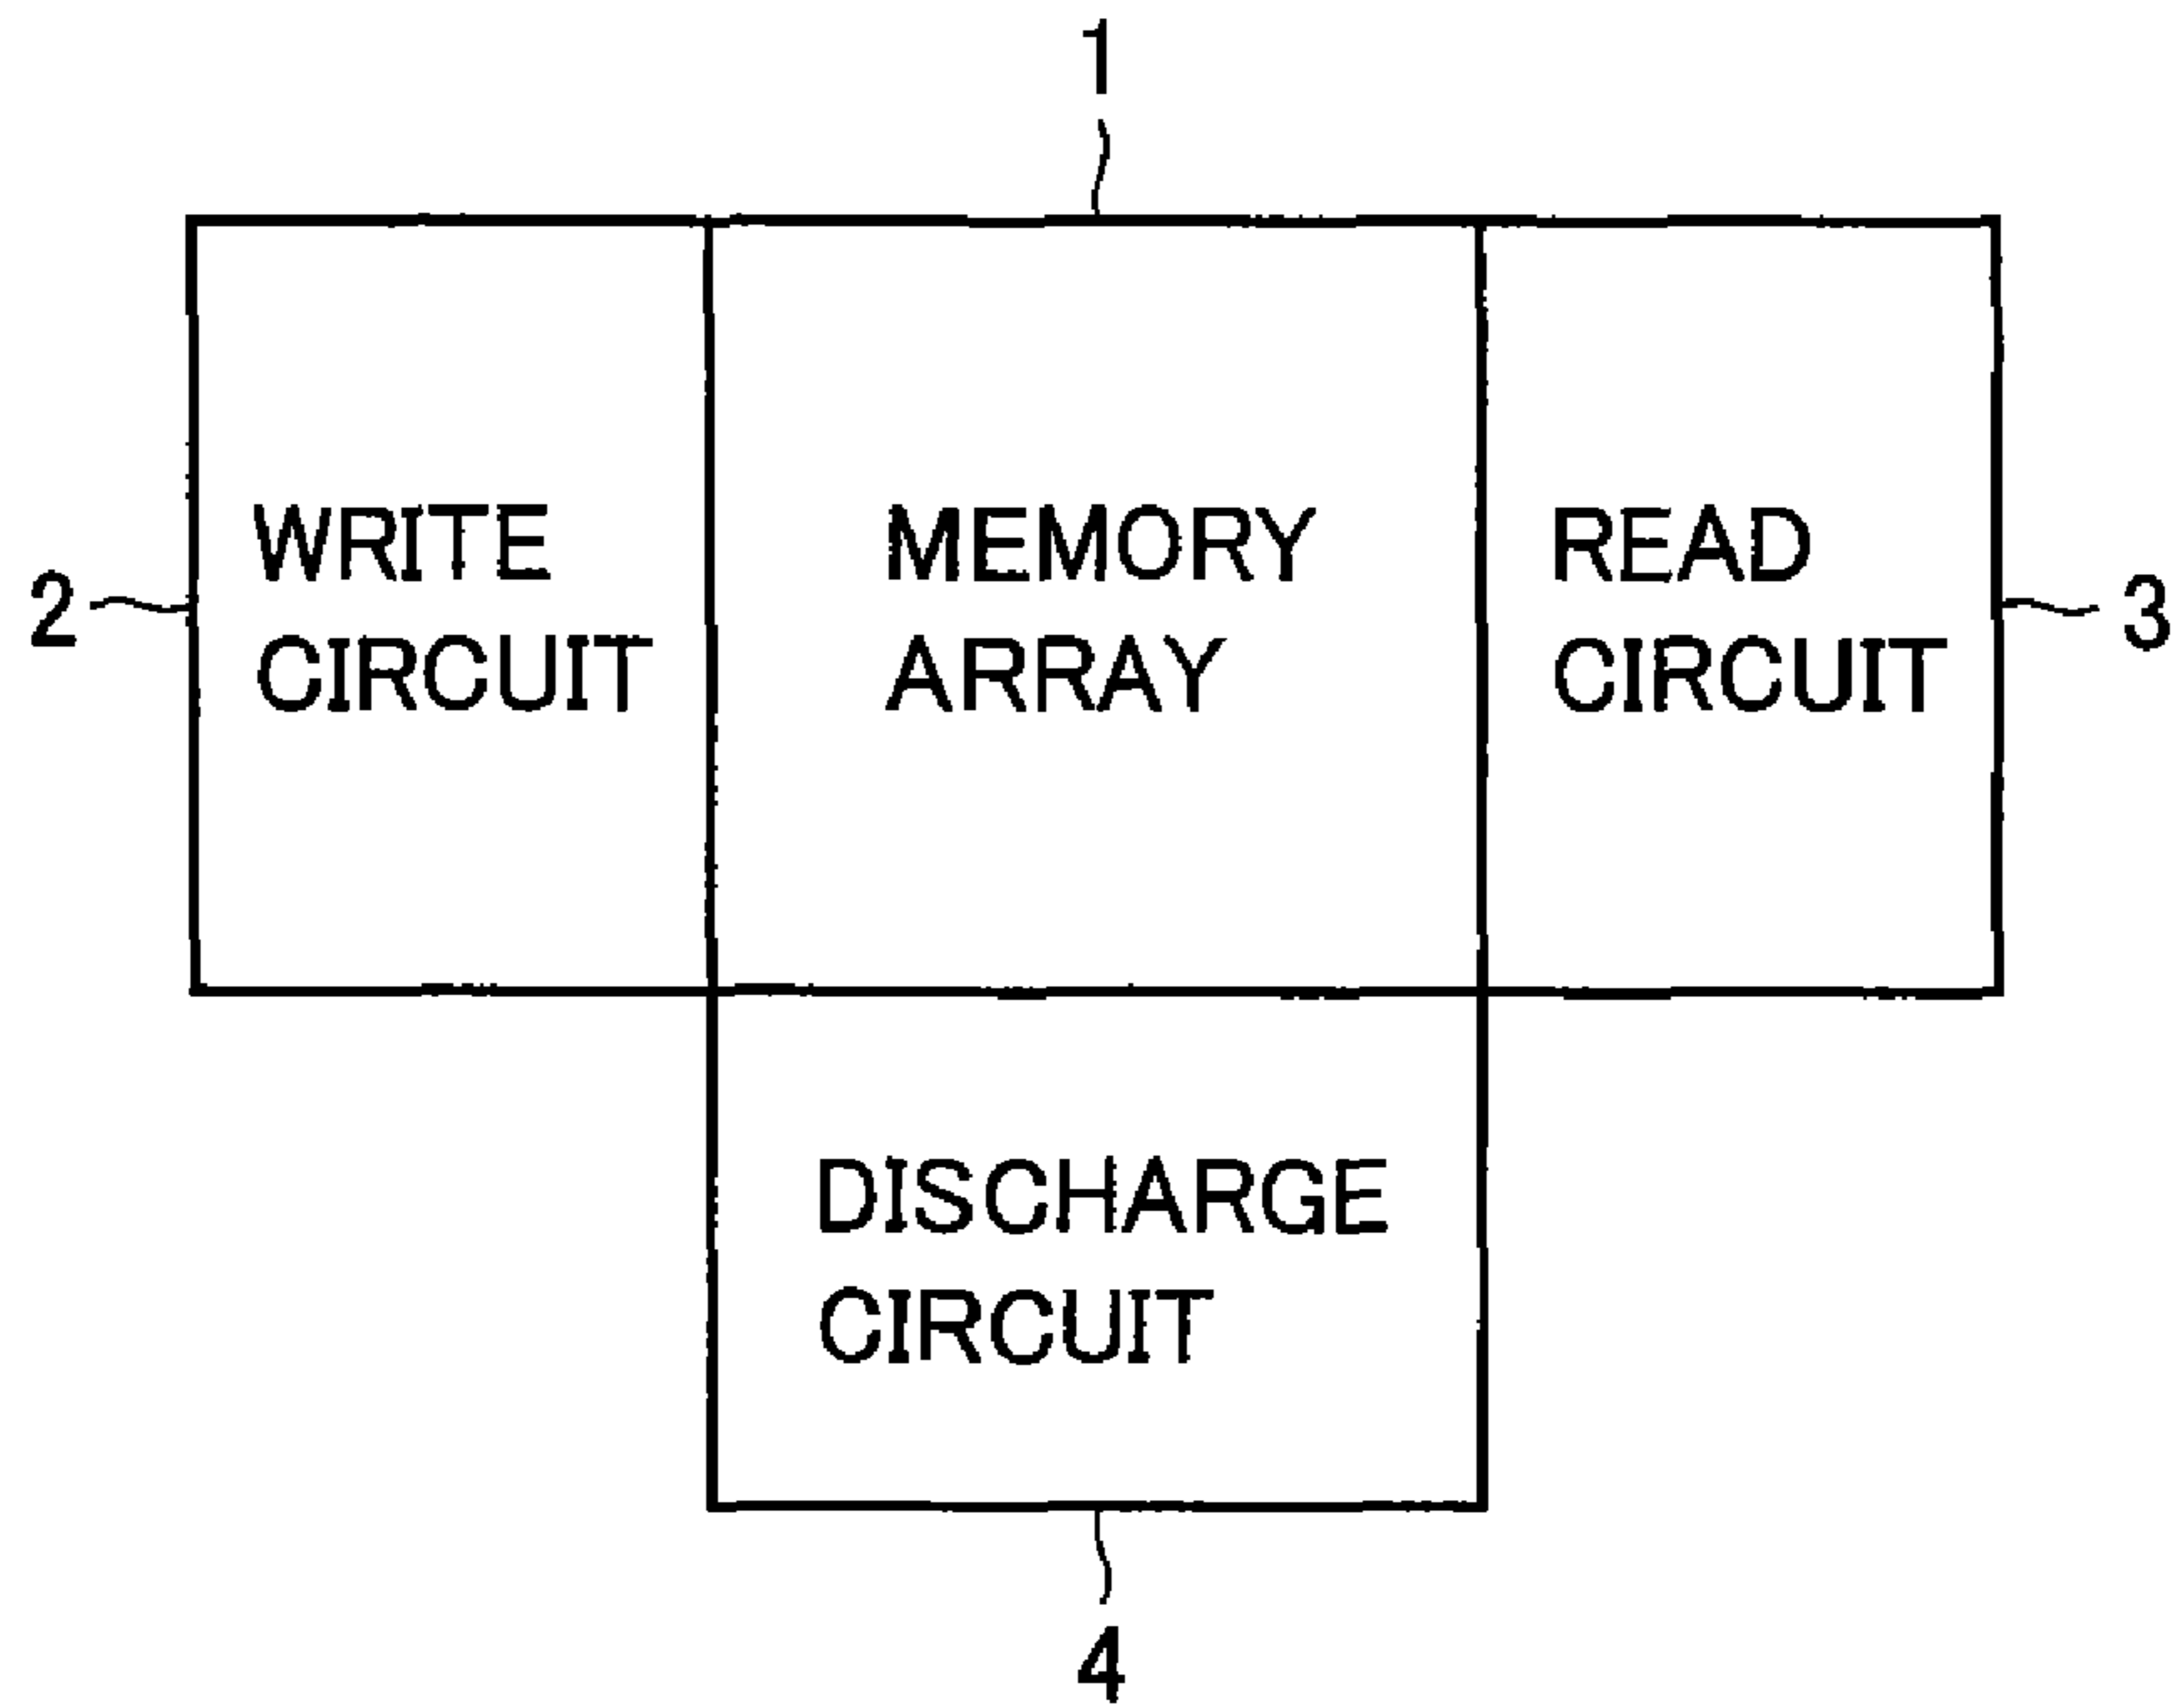 1
WRITE
CIRCUIT
MEMORY
ARRAY
READ
CIRCUIT
2
3
DISCHARGE
CIRCUIT
4